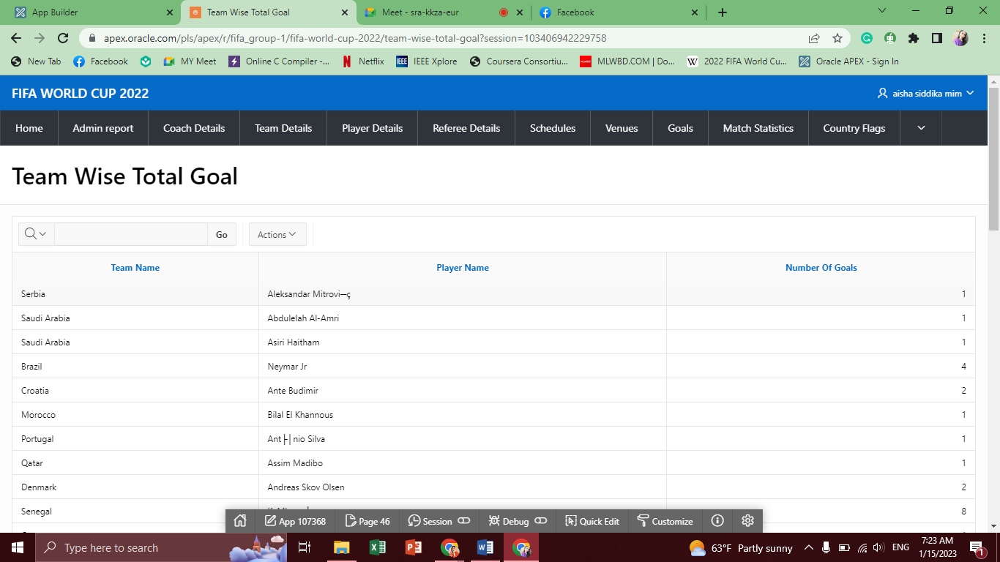 App Builder Team Wise Total Goal Meet - sra-kkza-eur Facebook
apex.oracle.com/pls/apex/r/fifa_group-1/fifa-world-cup-2022/team-wise-total-goal?session=103406942229758
New Tab Facebook MY Meet Online C Compiler -... Netflix IEEE IEEE Xplore Coursera Consortiu... MLWBD.COM | Do... W 2022 FIFA World Cu... Oracle APEX - Sign In
FIFA WORLD CUP 2022 aisha siddika mim
Home Admin report Coach Details Team Details Player Details Referee Details Schedules Venues Goals Match Statistics Country Flags
Team Wise Total Goal
Go Actions
Team Name Player Name Number Of Goals
Serbia Aleksandar Mitrovi─ç 1
Saudi Arabia Abdulelah Al-Amri 1
Saudi Arabia Asiri Haitham 1
Brazil Neymar Jr 4
Croatia Ante Budimir 2
Morocco Bilal El Khannous 1
Portugal Ant├│nio Silva 1
Qatar Assim Madibo 1
Denmark Andreas Skov Olsen 2
Senegal 8
App 107368 Page 46 Session Debug Quick Edit Customize
Type here to search 63°F Partly sunny ENG 7:23 AM
1/15/2023 1